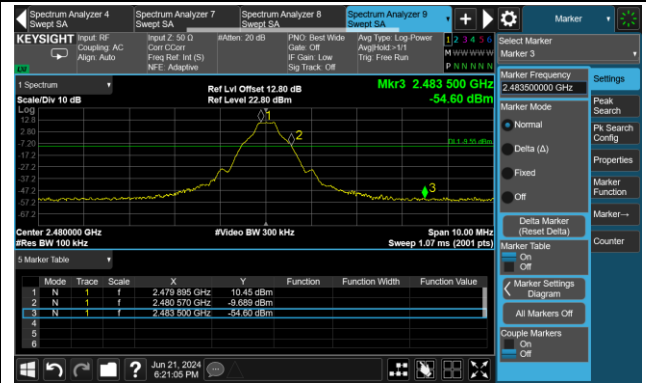 Spectrum Analyzer 4
Swept SA
Spectrum Analyzer 7
Swept SA
Spectrum Analyzer 8
Swept SA
Spectrum Analyzer 9
Swept SA
+
Marker
KEYSIGHT
Input: RF
Coupling: AC
Align: Auto
Input Z: 50 Ω
Corr CCorr
Freq Ref: Int (S)
NFE: Adaptive
#Atten: 20 dB
PNO: Best Wide
Gate: Off
IF Gain: Low
Sig Track: Off
Avg Type: Log-Power
Avg|Hold:>1/1
Trig: Free Run
1 2 3 4 5 6
M W W W W W
P N N N N N
Select Marker
Marker 3
1 Spectrum
Scale/Div 10 dB
Log
Ref Lvl Offset 12.80 dB
Ref Level 22.80 dBm
Mkr3 2.483 500 GHz
-54.60 dBm
12.8
2.80
-7.20
-17.2
-27.2
-37.2
-47.2
-57.2
-67.2
1
2
3
DL1 -9.55 dBm
Center 2.480000 GHz
#Res BW 100 kHz
#Video BW 300 kHz
Span 10.00 MHz
Sweep 1.07 ms (2001 pts)
5 Marker Table
Mode Trace Scale X Y Function Function Width Function Value
1 N 1 f 2.479 895 GHz 10.45 dBm
2 N 1 f 2.480 570 GHz -9.689 dBm
3 N 1 f 2.483 500 GHz -54.60 dBm
4
5
6
Marker Frequency
2.483500000 GHz
Marker Mode
Normal
Delta (Δ)
Fixed
Off
Delta Marker
(Reset Delta)
Marker Table
On
Off
Marker Settings
Diagram
All Markers Off
Couple Markers
On
Off
Settings
Peak
Search
Pk Search
Config
Properties
Marker
Function
Marker→
Counter
?
Jun 21, 2024
6:21:05 PM